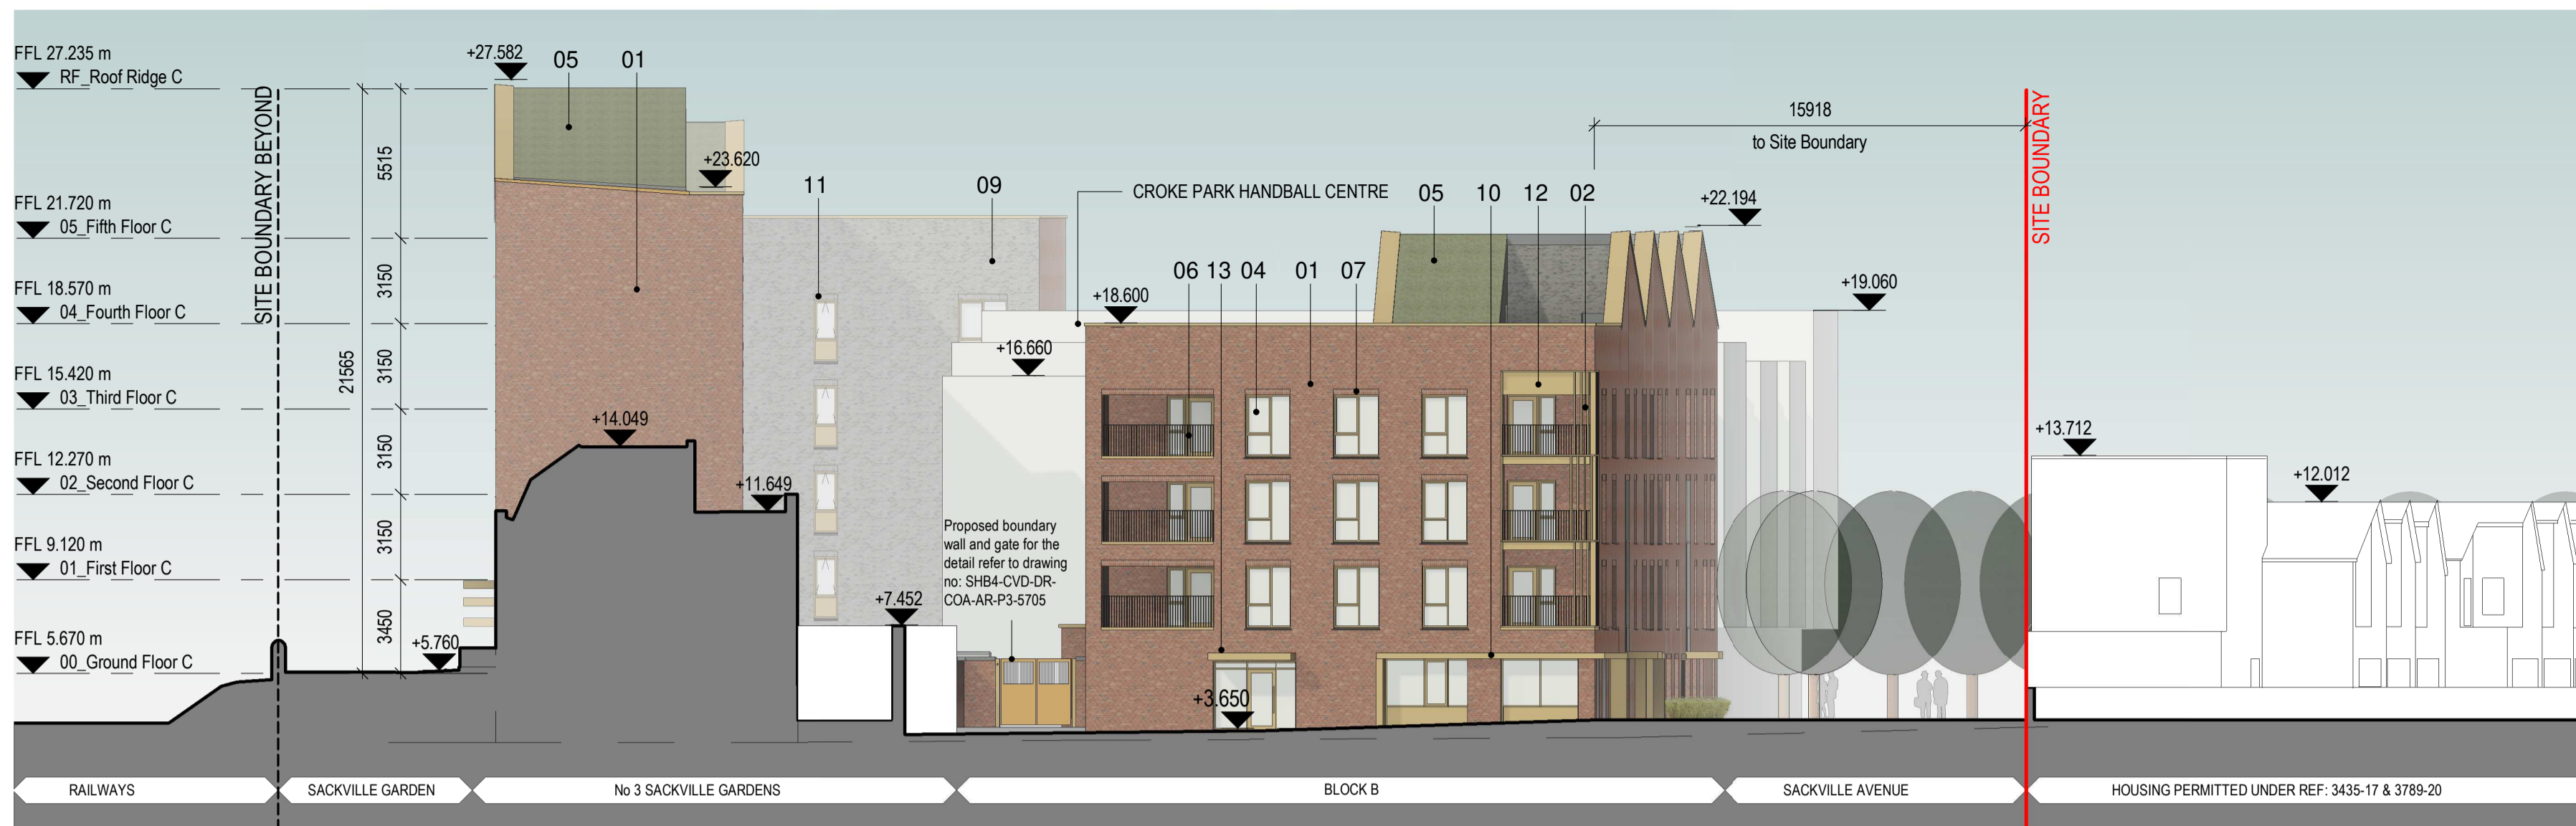 FFL 27.235 m
RF_Roof Ridge C
FFL 21.720 m
05_Fifth Floor C
FFL 18.570 m
04_Fourth Floor C
FFL 15.420 m
03_Third Floor C
FFL 12.270 m
02_Second Floor C
FFL 9.120 m
01_First Floor C
FFL 5.670 m
00_Ground Floor C
SITE BOUNDARY BEYOND
21565
5515
3150
3150
3150
3150
3450
+5.760
+27.582
05
01
+23.620
+14.049
+11.649
11
09
+7.452
CROKE PARK HANDBALL CENTRE
+16.660
+18.600
Proposed boundary
wall and gate for the
detail refer to drawing
no: SHB4-CVD-DR-
COA-AR-P3-5705
06
13
04
01
07
05
10
12
02
+3.650
+22.194
+19.060
15918
to Site Boundary
SITE BOUNDARY
+13.712
+12.012
RAILWAYS
SACKVILLE GARDEN
No 3 SACKVILLE GARDENS
BLOCK B
SACKVILLE AVENUE
HOUSING PERMITTED UNDER REF: 3435-17 & 3789-20